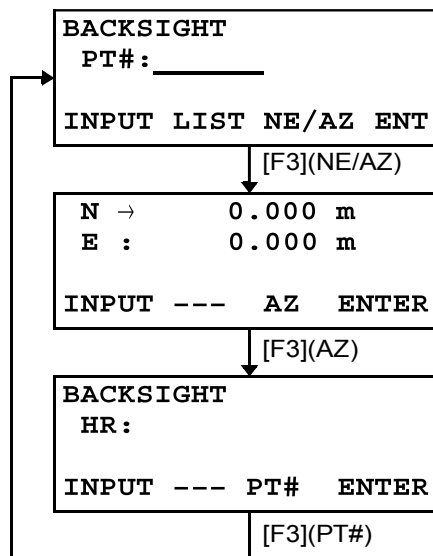 BACKSIGHT
PT#:
INPUT LIST NE/AZ ENT
[F3](NE/AZ)
N → 0.000 m
E : 0.000 m
INPUT --- AZ ENTER
[F3](AZ)
BACKSIGHT
HR:
INPUT --- PT# ENTER
[F3](PT#)